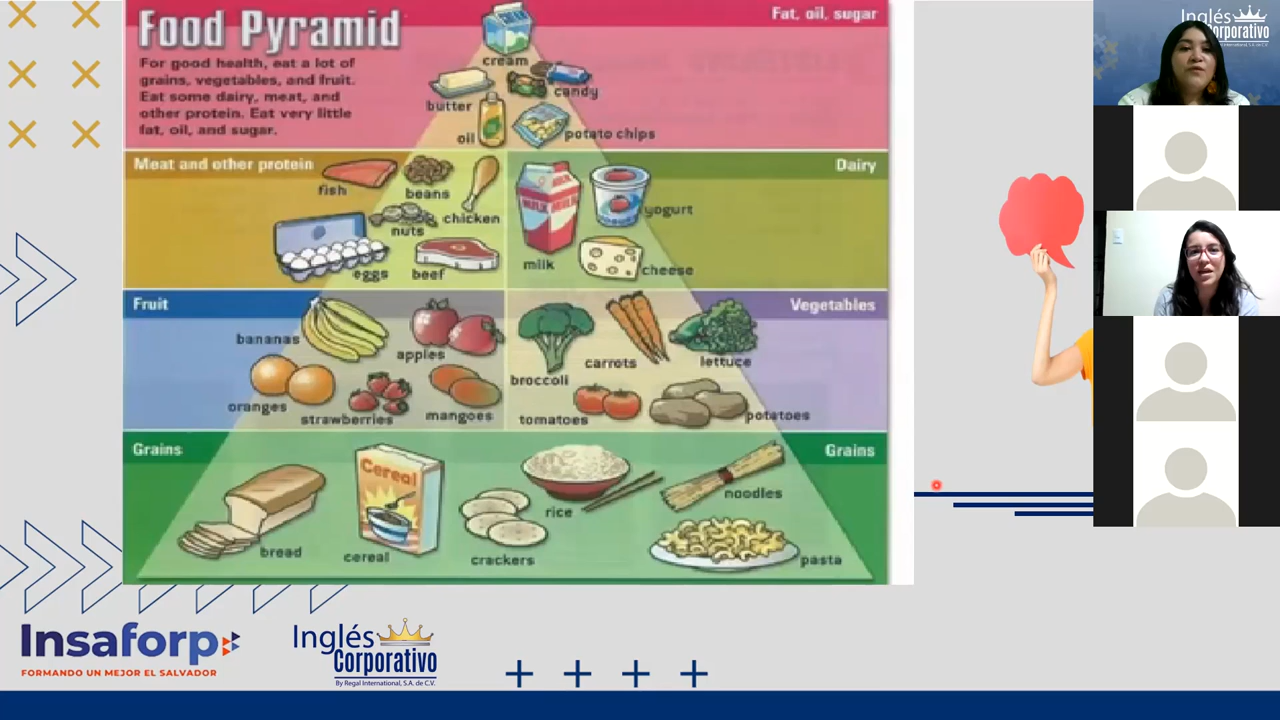 Food Pyramid
For good health, eat a lot of
grains, vegetables, and fruit.
Eat some dairy, meat, and
other protein. Eat very little
fat, oil, and sugar.
Fat, oil, sugar
cream
butter
candy
oil
potato chips
Meat and other protein
fish
beans
chicken
nuts
eggs
beef
Dairy
MILK
milk
yogurt
cheese
Fruit
bananas
apples
oranges
strawberries
mangoes
Vegetables
broccoli
carrots
lettuce
tomatoes
potatoes
Grains
Grains
bread
Cereal
cereal
crackers
rice
noodles
pasta
Insaforp
FORMANDO UN MEJOR EL SALVADOR
Inglés
Corporativo
By Regal International, S.A. de C.V.
Inglés
Corporativo